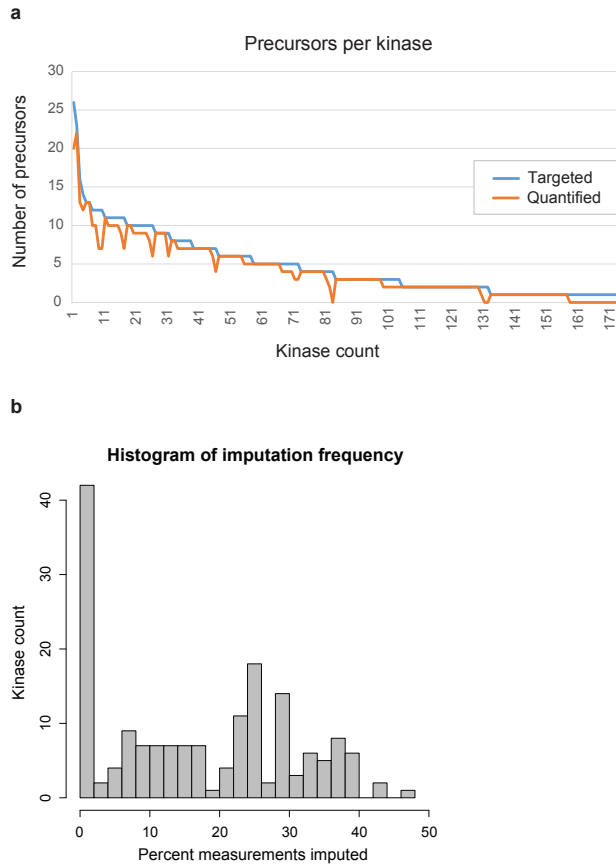 a
Precursors per kinase
30
25
20
15
10
5
0
Number of precursors
Targeted
Quantified
1 11 21 31 41 51 61 71 81 91 101 111 121 131 141 151 161 171
Kinase count
b
Histogram of imputation frequency
40
30
20
10
0
Kinase count
0 10 20 30 40 50
Percent measurements imputed